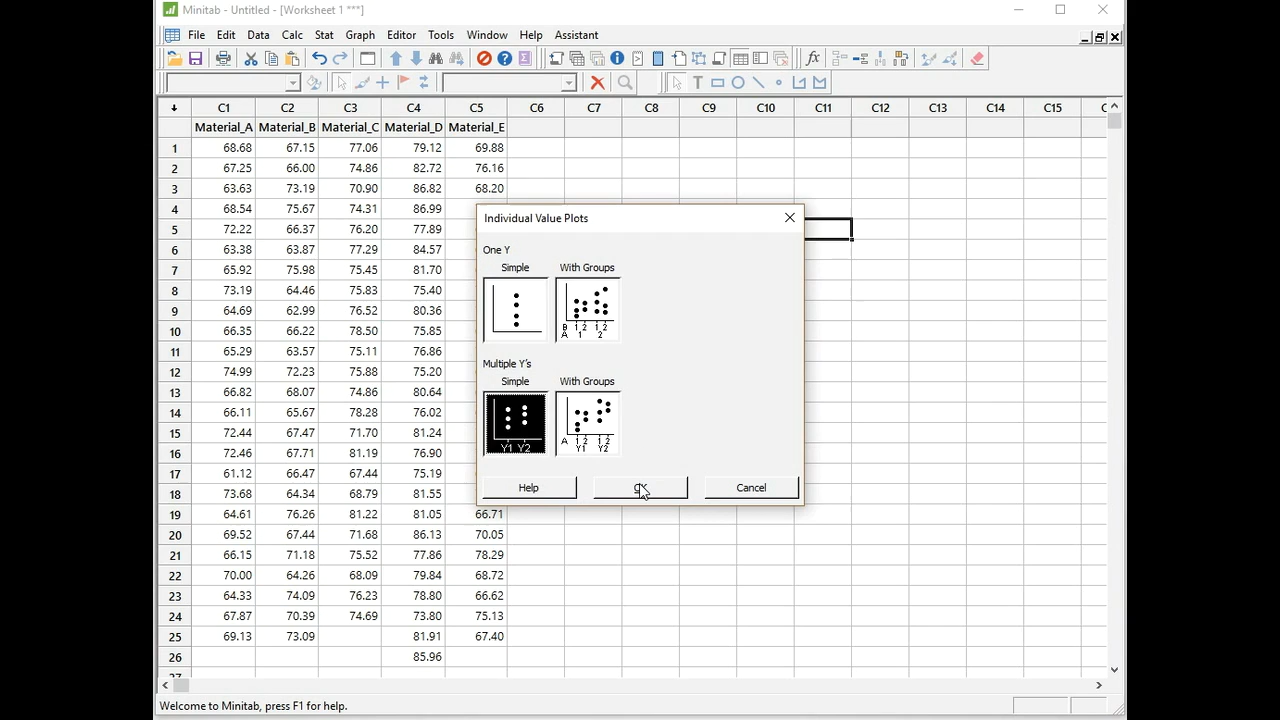 Minitab - Untitled - [Worksheet 1 ***]
File Edit Data Calc Stat Graph Editor Tools Window Help Assistant
C1 C2 C3 C4 C5 C6 C7 C8 C9 C10 C11 C12 C13 C14 C15
Material_A Material_B Material_C Material_D Material_E
1 68.68 67.15 77.06 79.12 69.88
2 67.25 66.00 74.86 82.72 76.16
3 63.63 73.19 70.90 86.82 68.20
4 68.54 75.67 74.31 86.99
5 72.22 66.37 76.20 77.89
6 63.38 63.87 77.29 84.57
7 65.92 75.98 75.45 81.70
8 73.19 64.46 75.83 75.40
9 64.69 62.99 76.52 80.36
10 66.35 66.22 78.50 75.85
11 65.29 63.57 75.11 76.86
12 74.99 72.23 75.88 75.20
13 66.82 68.07 74.86 80.64
14 66.11 65.67 78.28 76.02
15 72.44 67.47 71.70 81.24
16 72.46 67.71 81.19 76.90
17 61.12 66.47 67.44 75.19
18 73.68 64.34 68.79 81.55
19 64.61 76.26 81.22 81.05 66.71
20 69.52 67.44 71.68 86.13 70.05
21 66.15 71.18 75.52 77.86 78.29
22 70.00 64.26 68.09 79.84 68.72
23 64.33 74.09 76.23 78.80 66.62
24 67.87 70.39 74.69 73.80 75.13
25 69.13 73.09 81.91 67.40
26 85.96
Individual Value Plots
One Y
Simple With Groups
B 1 2 1 2
A 1 2
Multiple Y's
Simple With Groups
Y1 Y2
A 1 2 1 2
Y1 Y2
Help Cancel
Welcome to Minitab, press F1 for help.